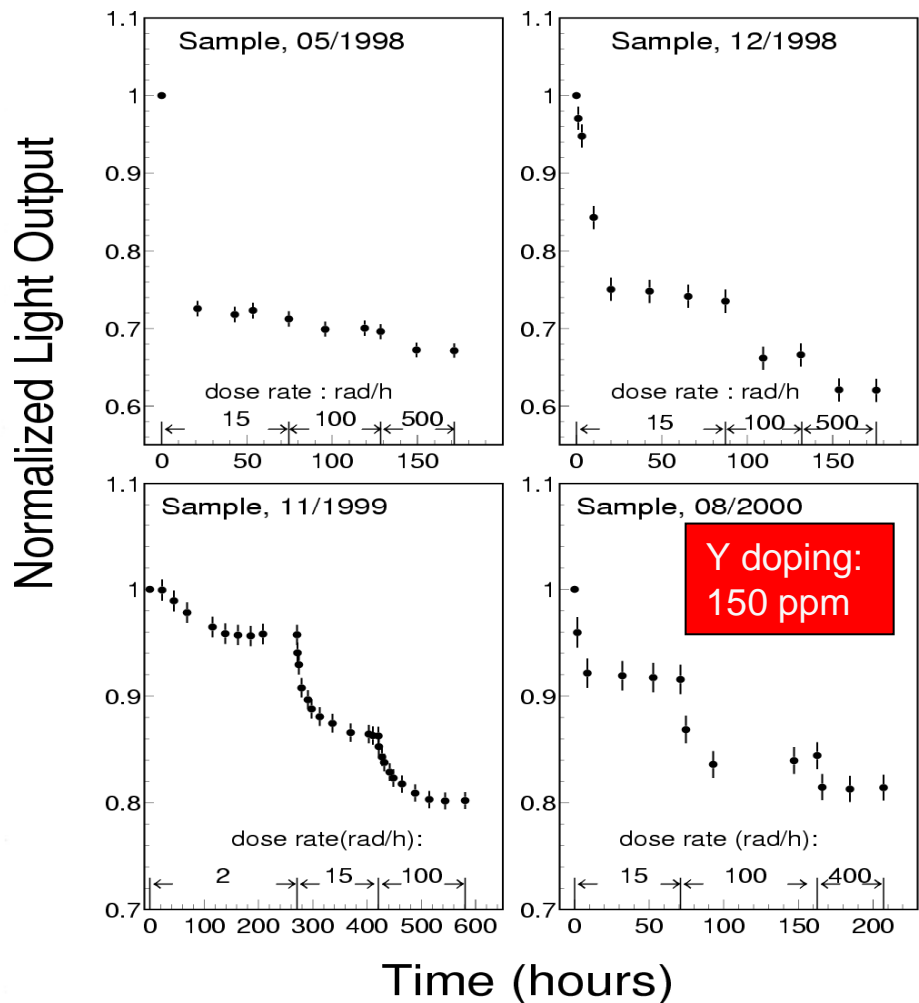 Normalized Light Output
1.1
1
0.9
0.8
0.7
0.6
Sample, 05/1998
dose rate : rad/h
15 100 500
0 50 100 150
1.1
1
0.9
0.8
0.7
0.6
Sample, 12/1998
dose rate : rad/h
15 100 500
0 50 100 150
1.1
1
0.9
0.8
0.7
Sample, 11/1999
dose rate(rad/h):
2 15 100
0 100 200 300 400 500 600
1.1
1
0.9
0.8
0.7
Sample, 08/2000
Y doping:
150 ppm
dose rate (rad/h):
15 100 400
0 50 100 150 200
Time (hours)